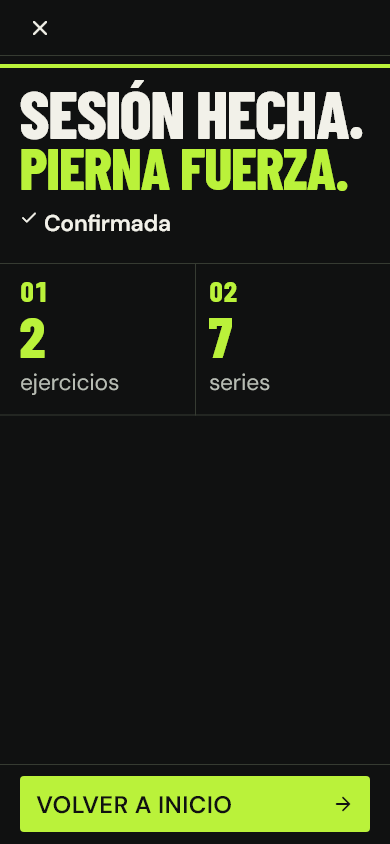 SESIÓN HECHA.
PIERNA FUERZA.
Confirmada
01
2
ejercicios
02
7
series
VOLVER A INICIO